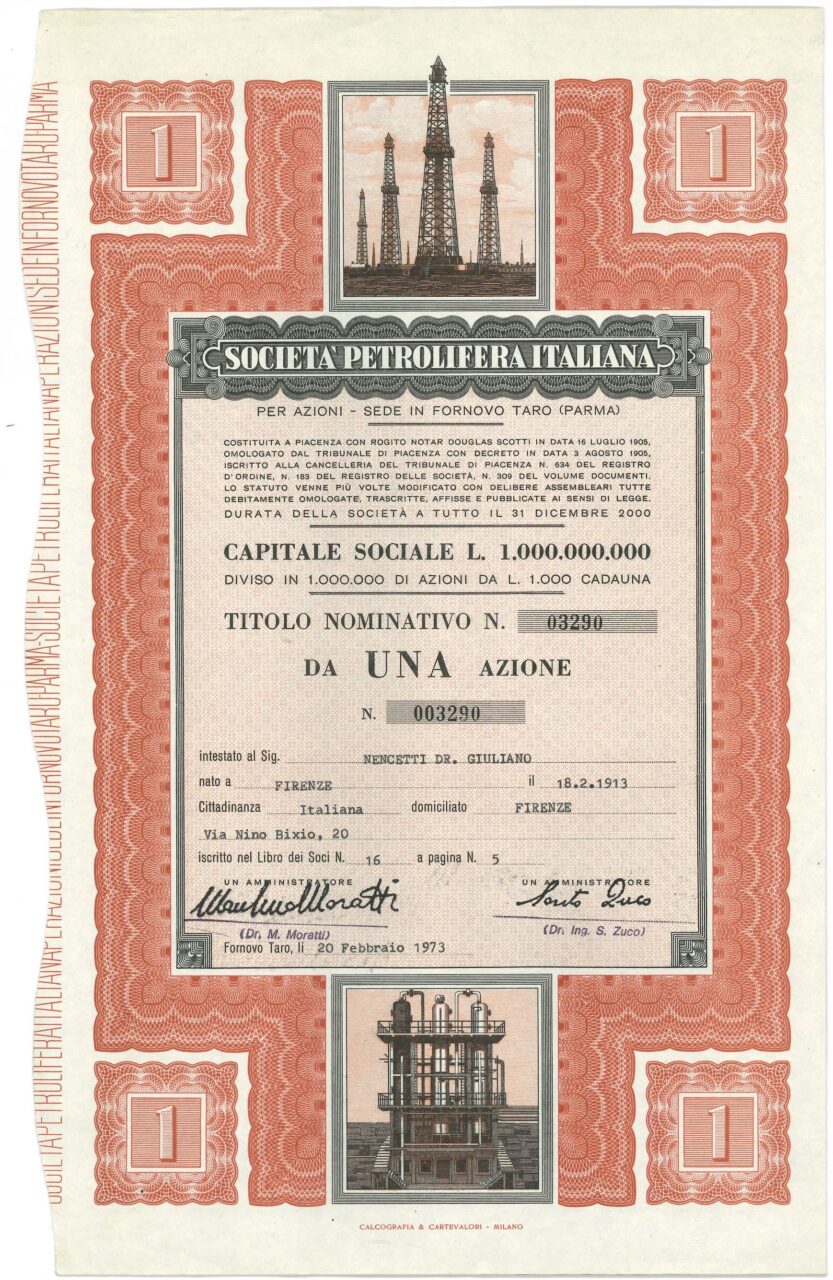 1
1
SOCIETÀ PETROLIFERA ITALIANA
PER AZIONI - SEDE IN FORNOVO TARO (PARMA)
COSTITUITA A PIACENZA CON ROGITO NOTAR DOUGLAS SCOTTI IN DATA 16 LUGLIO 1905,
OMOLOGATO DAL TRIBUNALE DI PIACENZA CON DECRETO IN DATA 3 AGOSTO 1905,
ISCRITTO ALLA CANCELLERIA DEL TRIBUNALE DI PIACENZA N. 634 DEL REGISTRO
D'ORDINE, N. 183 DEL REGISTRO DELLE SOCIETÀ, N. 309 DEL VOLUME DOCUMENTI.
LO STATUTO VENNE PIÙ VOLTE MODIFICATO CON DELIBERE ASSEMBLEARI TUTTE
DEBITAMENTE OMOLOGATE, TRASCRITTE, AFFISSE E PUBBLICATE AI SENSI DI LEGGE.
DURATA DELLA SOCIETÀ A TUTTO IL 31 DICEMBRE 2000
CAPITALE SOCIALE L. 1.000.000.000
DIVISO IN 1.000.000 DI AZIONI DA L. 1.000 CADAUNA
TITOLO NOMINATIVO N. 03290
DA UNA AZIONE
N. 003290
intestato al Sig. NENCETTI DR. GIULIANO
nato a FIRENZE il 18.2.1913
Cittadinanza Italiana domiciliato FIRENZE
Via Nino Bixio, 20
iscritto nel Libro dei Soci N. 16 a pagina N. 5
UN AMMINISTRATORE UN AMMINISTRATORE
(Dr. M. Moratti) (Dr. Ing. S. Zuco)
Fornovo Taro, li 20 Febbraio 1973
1
1
CALCOGRAFIA & CARTEVALORI - MILANO